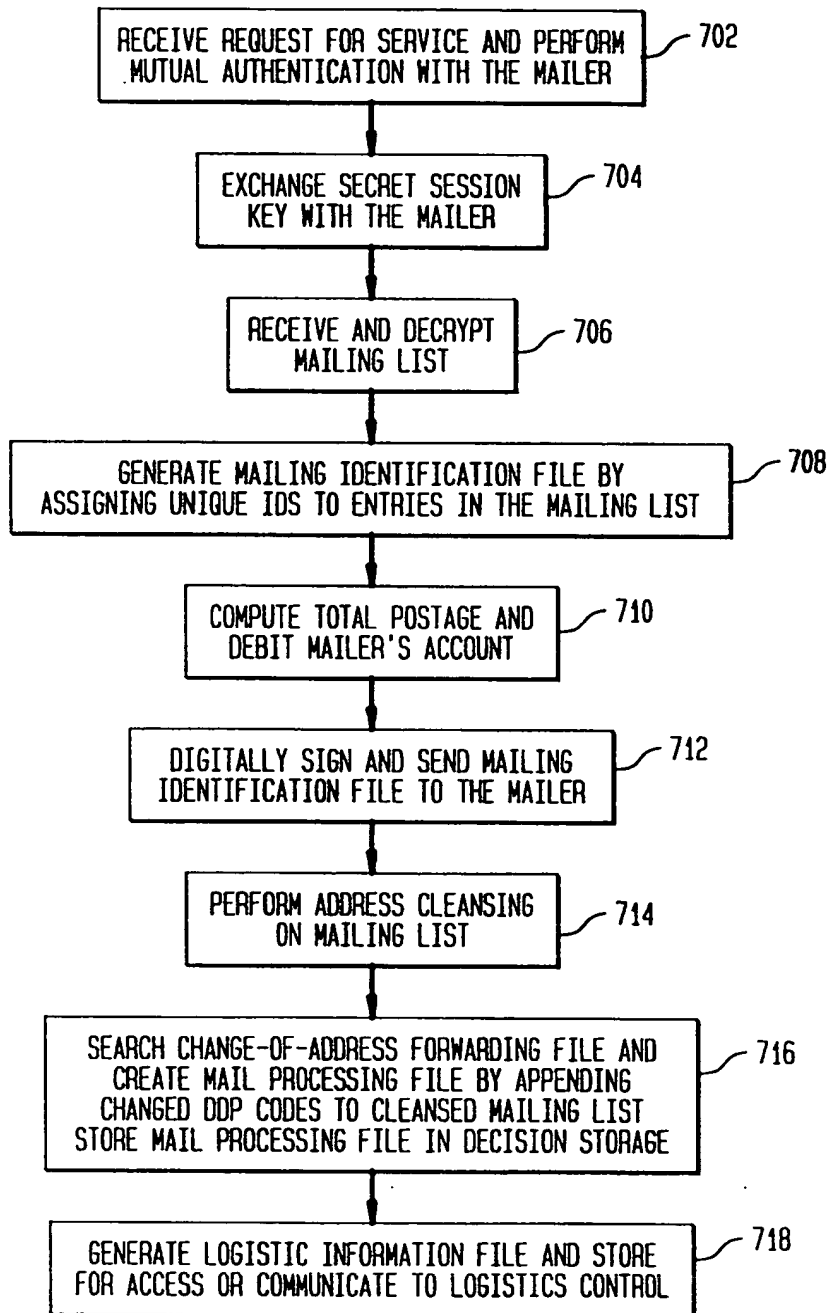 RECEIVE REQUEST FOR SERVICE AND PERFORM
MUTUAL AUTHENTICATION WITH THE MAILER
702
EXCHANGE SECRET SESSION
KEY WITH THE MAILER
704
RECEIVE AND DECRYPT
MAILING LIST
706
GENERATE MAILING IDENTIFICATION FILE BY
ASSIGNING UNIQUE IDS TO ENTRIES IN THE MAILING LIST
708
COMPUTE TOTAL POSTAGE AND
DEBIT MAILER'S ACCOUNT
710
DIGITALLY SIGN AND SEND MAILING
IDENTIFICATION FILE TO THE MAILER
712
PERFORM ADDRESS CLEANSING
ON MAILING LIST
714
SEARCH CHANGE-OF-ADDRESS FORWARDING FILE AND
CREATE MAIL PROCESSING FILE BY APPENDING
CHANGED DDP CODES TO CLEANSED MAILING LIST
STORE MAIL PROCESSING FILE IN DECISION STORAGE
716
GENERATE LOGISTIC INFORMATION FILE AND STORE
FOR ACCESS OR COMMUNICATE TO LOGISTICS CONTROL
718